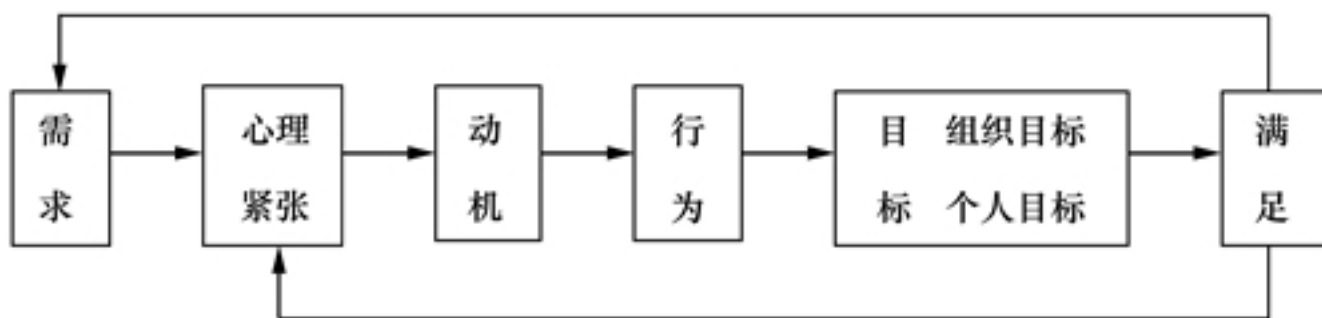 需
求
心理
紧张
动
机
行
为
目 组织目标
标 个人目标
满
足